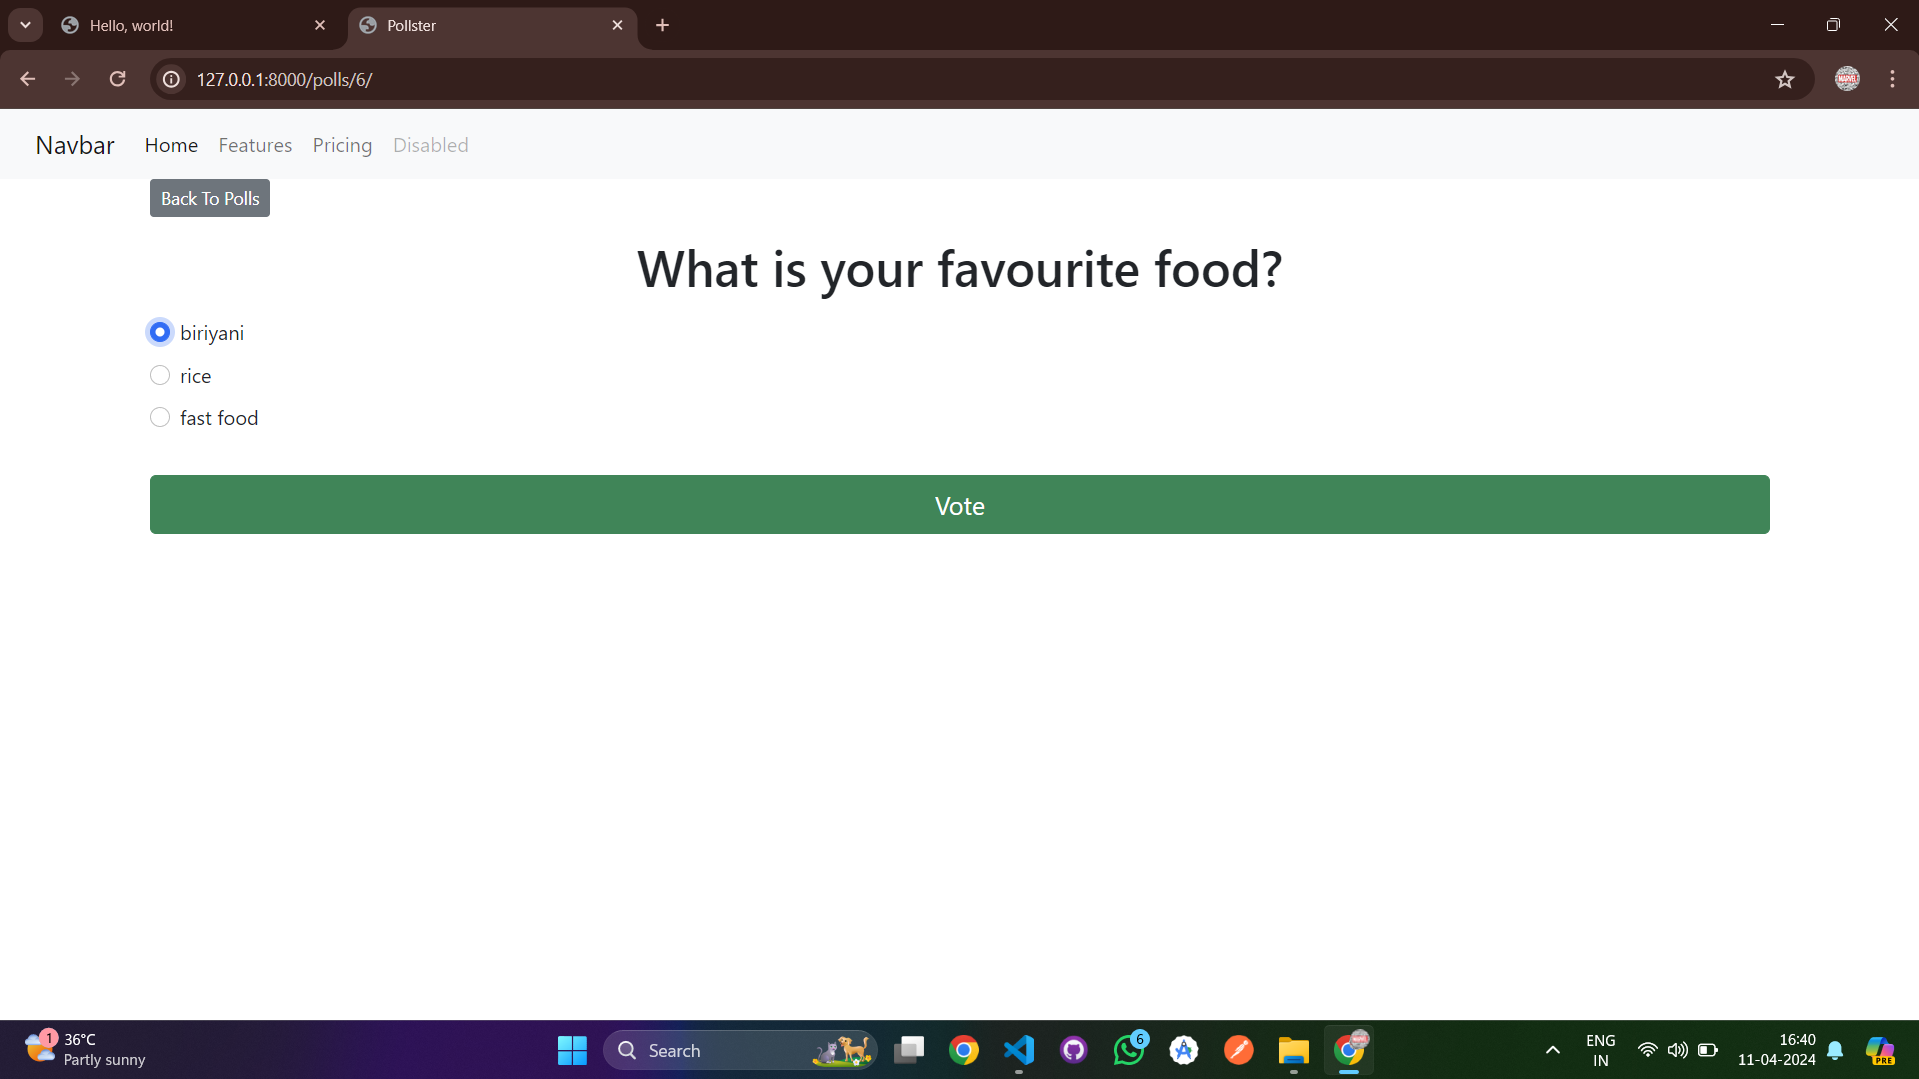 Hello, world!
Pollster
127.0.0.1:8000/polls/6/
MARVEL
Navbar Home Features Pricing Disabled
Back To Polls
What is your favourite food?
biriyani
rice
fast food
Vote
1
36°C
Partly sunny
Search
6
ENG
IN
16:40
11-04-2024
PRE